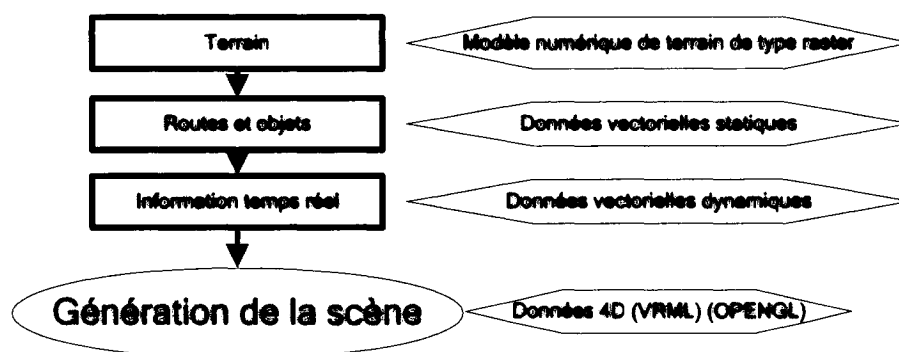 Terrain
Modèle numérique de terrain de type raster
Routes et objets
Données vectorielles statiques
Information temps réel
Données vectorielles dynamiques
Génération de la scène
Données 4D (VRML) (OPENGL)